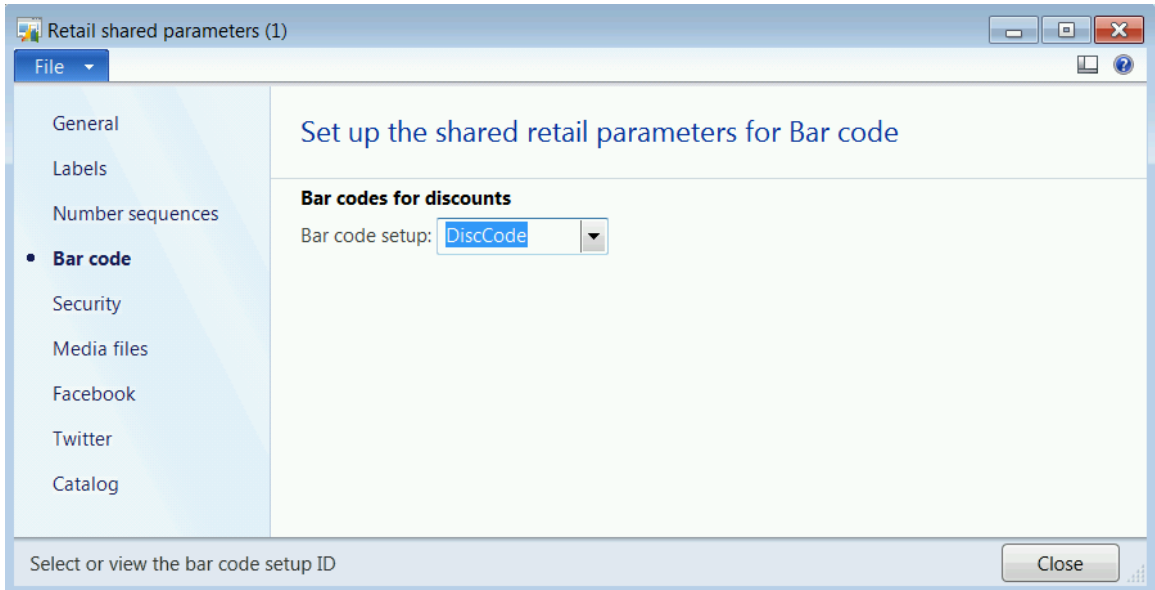 Retail shared parameters (1)
File
General
Labels
Number sequences
Bar code
Security
Media files
Facebook
Twitter
Catalog
Set up the shared retail parameters for Bar code
Bar codes for discounts
Bar code setup: DiscCode
Select or view the bar code setup ID
Close